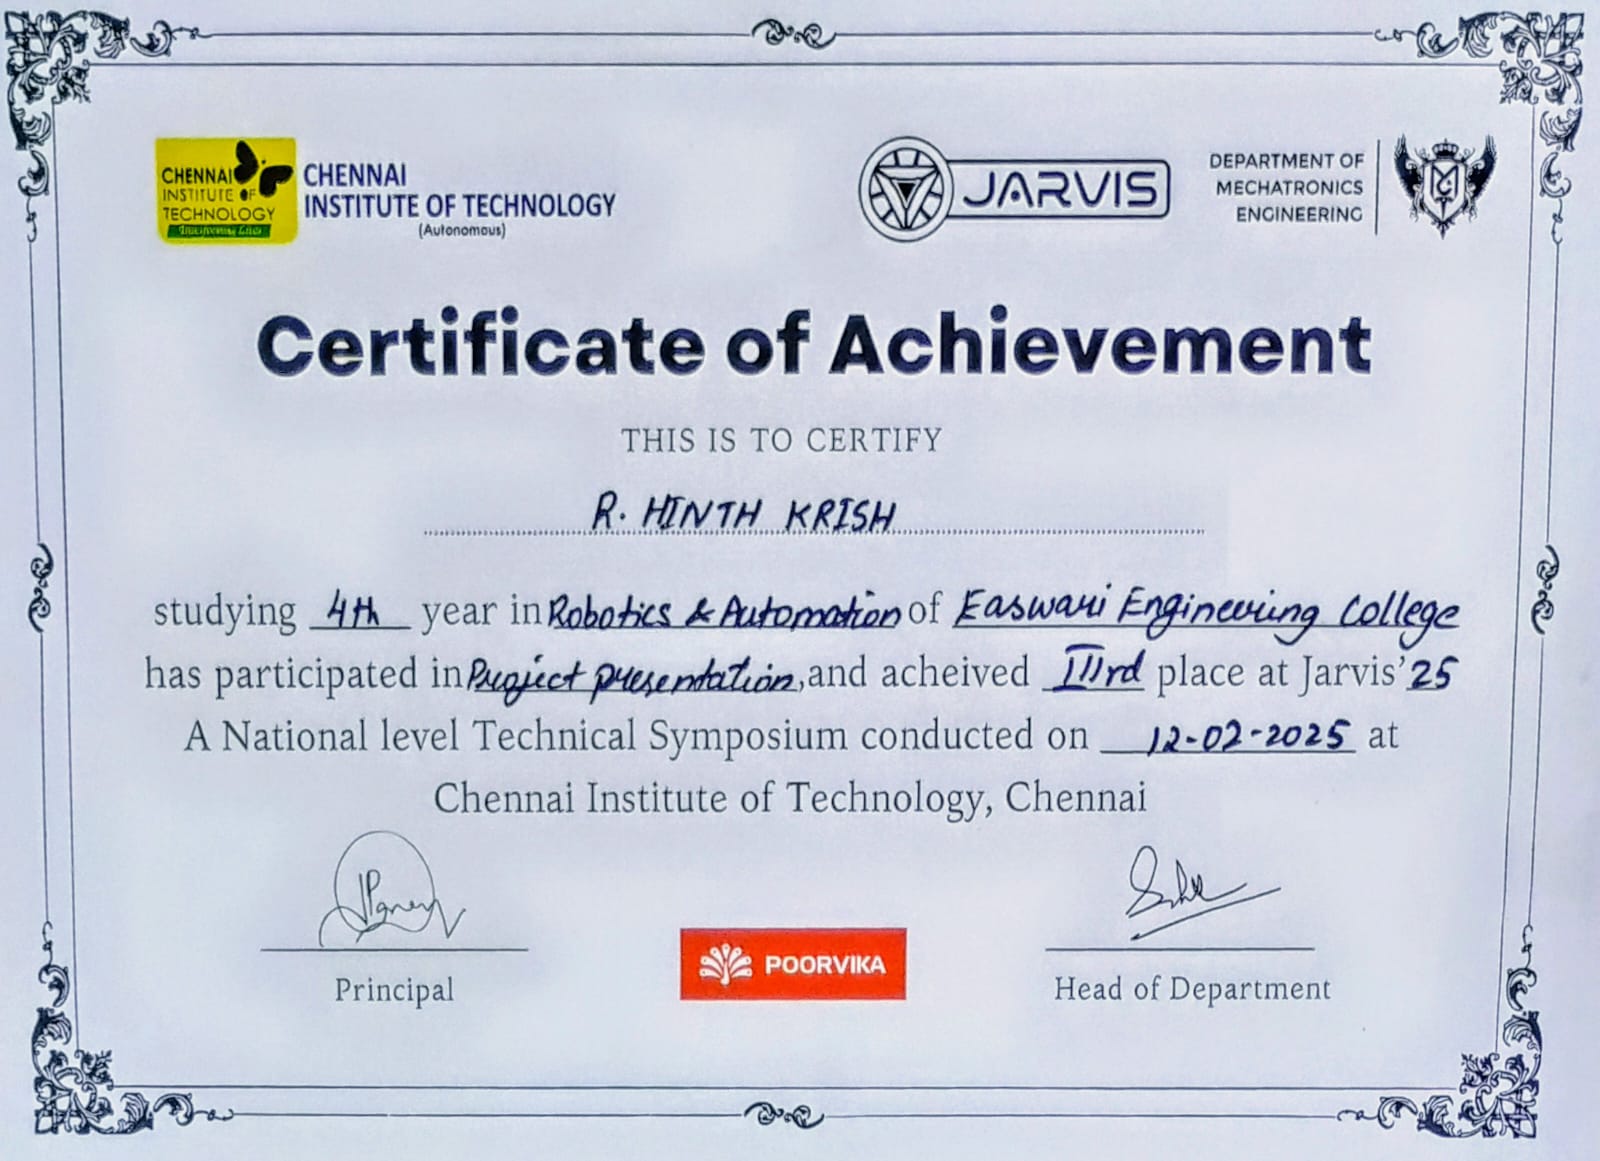 CHENNAI
INSTITUTE OF
TECHNOLOGY
Transforming Lives
CHENNAI
INSTITUTE OF TECHNOLOGY
(Autonomous)
JARVIS
DEPARTMENT OF
MECHATRONICS
ENGINEERING
Certificate of Achievement
THIS IS TO CERTIFY
R. HINTH KRISH
studying 4th year in Robotics & Automation of Easwari Engineering College
has participated in Project presentation, and acheived IIIrd place at Jarvis'25
A National level Technical Symposium conducted on 12-02-2025 at
Chennai Institute of Technology, Chennai
Principal
POORVIKA
Head of Department